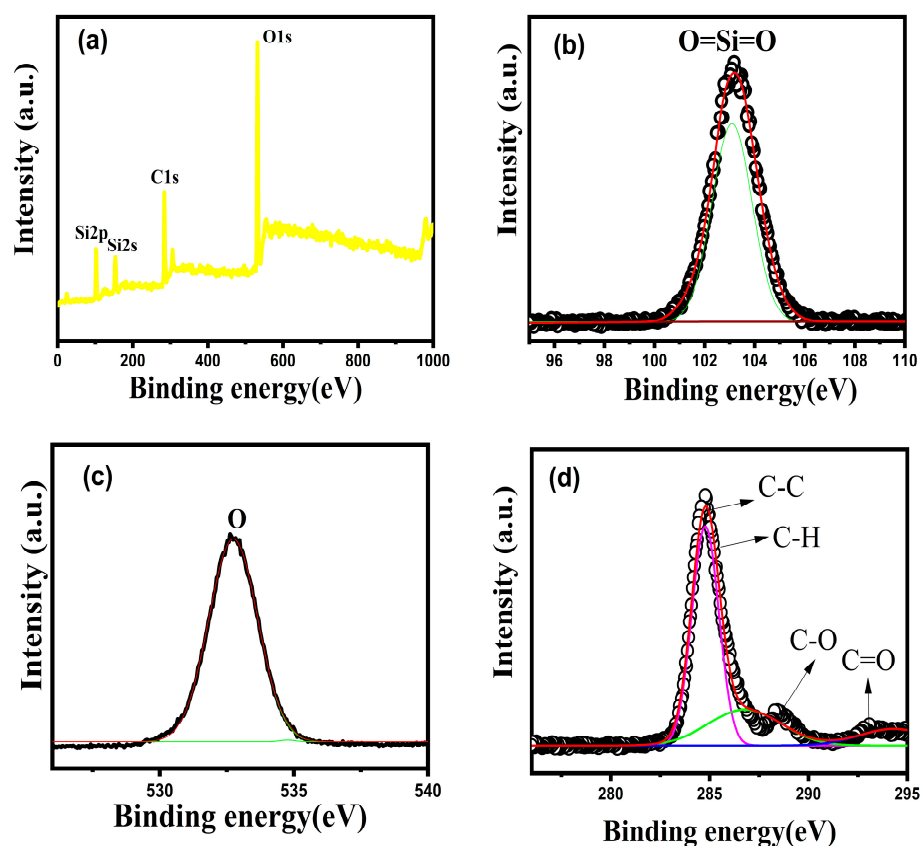 (a)
O1s
C1s
Si2p
Si2s
Intensity (a.u.)
0 200 400 600 800 1000
Binding energy(eV)
(b)
O=Si=O
Intensity (a.u.)
96 98 100 102 104 106 108 110
Binding energy(eV)
(c)
O
Intensity (a.u.)
530 535 540
Binding energy(eV)
(d)
C-C
C-H
C-O
C=O
Intensity (a.u.)
280 285 290 295
Binding energy(eV)